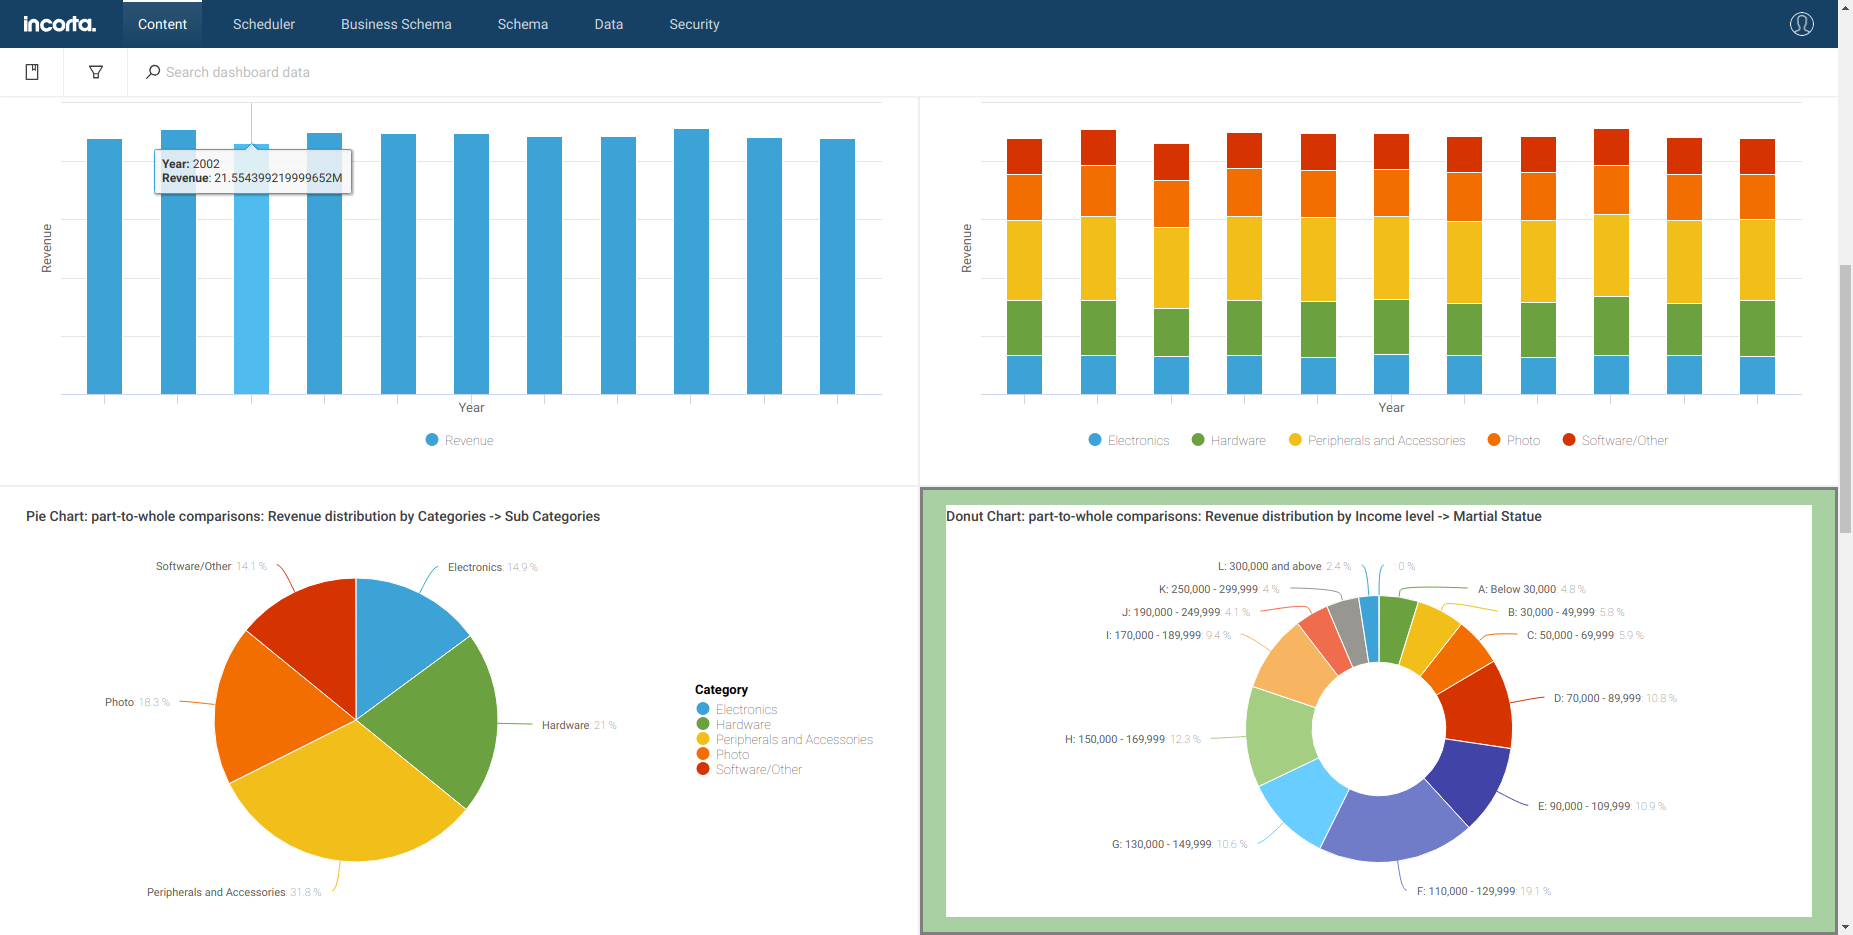 incorta.
Content
Scheduler
Business Schema
Schema
Data
Security
Search dashboard data
Year: 2002
Revenue: 21.554399219999652M
Revenue
Year
Revenue
Revenue
Year
Electronics
Hardware
Peripherals and Accessories
Photo
Software/Other
Pie Chart: part-to-whole comparisons: Revenue distribution by Categories -> Sub Categories
Software/Other: 14.1 %
Electronics: 14.9 %
Photo: 18.3 %
Hardware: 21 %
Peripherals and Accessories: 31.8 %
Category
Electronics
Hardware
Peripherals and Accessories
Photo
Software/Other
Donut Chart: part-to-whole comparisons: Revenue distribution by Income level -> Martial Statue
L: 300,000 and above: 2.4 %
: 0 %
K: 250,000 - 299,999: 4 %
A: Below 30,000: 4.8 %
J: 190,000 - 249,999: 4.1 %
B: 30,000 - 49,999: 5.8 %
I: 170,000 - 189,999: 9.4 %
C: 50,000 - 69,999: 5.9 %
D: 70,000 - 89,999: 10.8 %
H: 150,000 - 169,999: 12.3 %
E: 90,000 - 109,999: 10.9 %
G: 130,000 - 149,999: 10.6 %
F: 110,000 - 129,999: 19.1 %